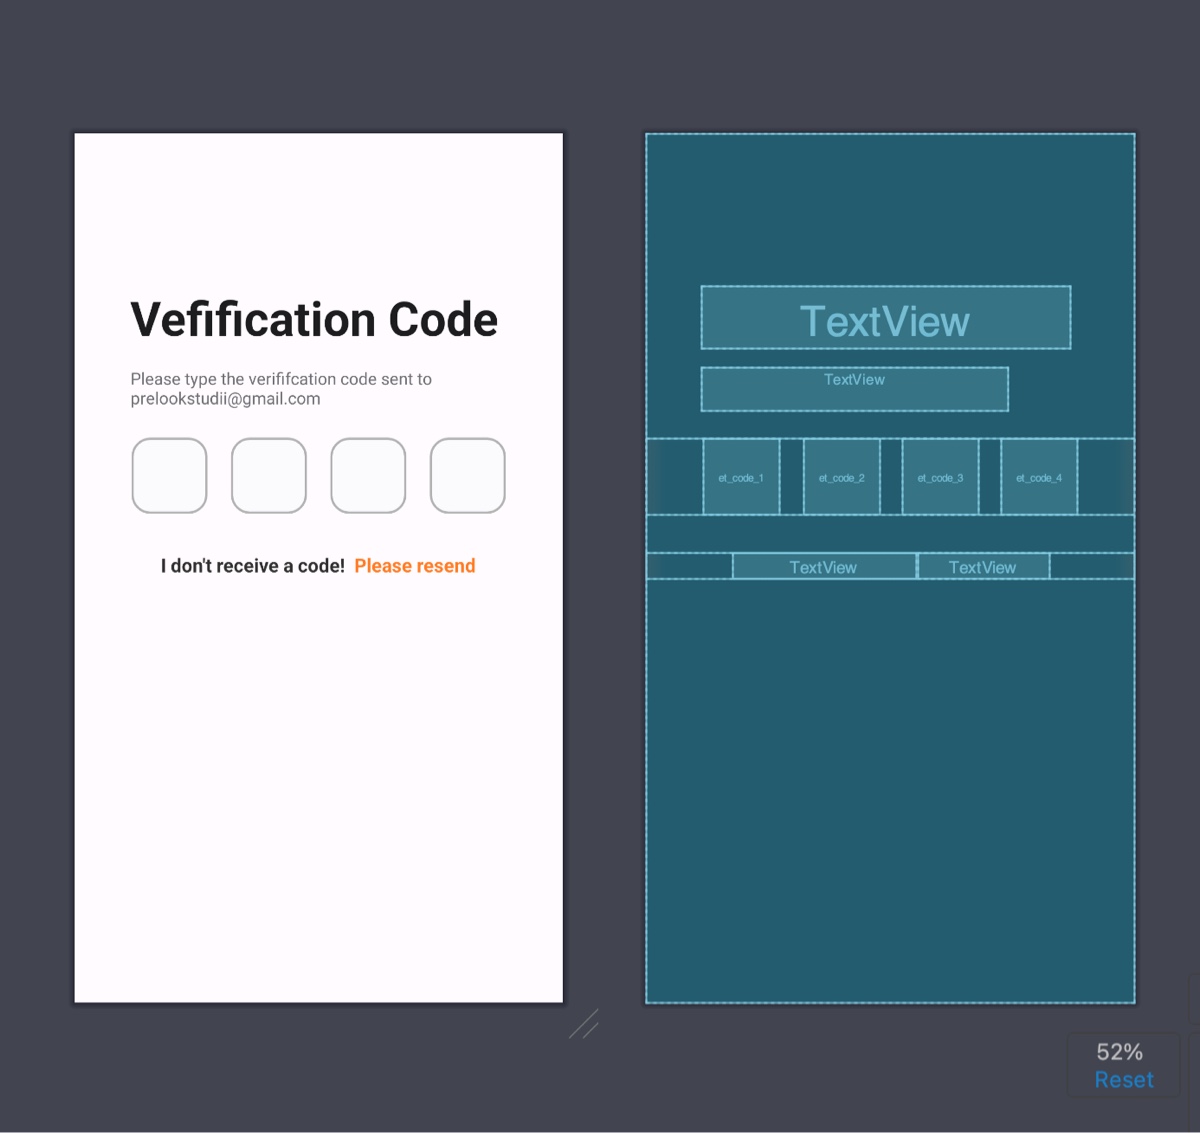 Vefification Code
Please type the verififcation code sent to
prelookstudii@gmail.com
I don't receive a code! Please resend
TextView
TextView
et_code_1 et_code_2 et_code_3 et_code_4
TextView TextView
52%
Reset